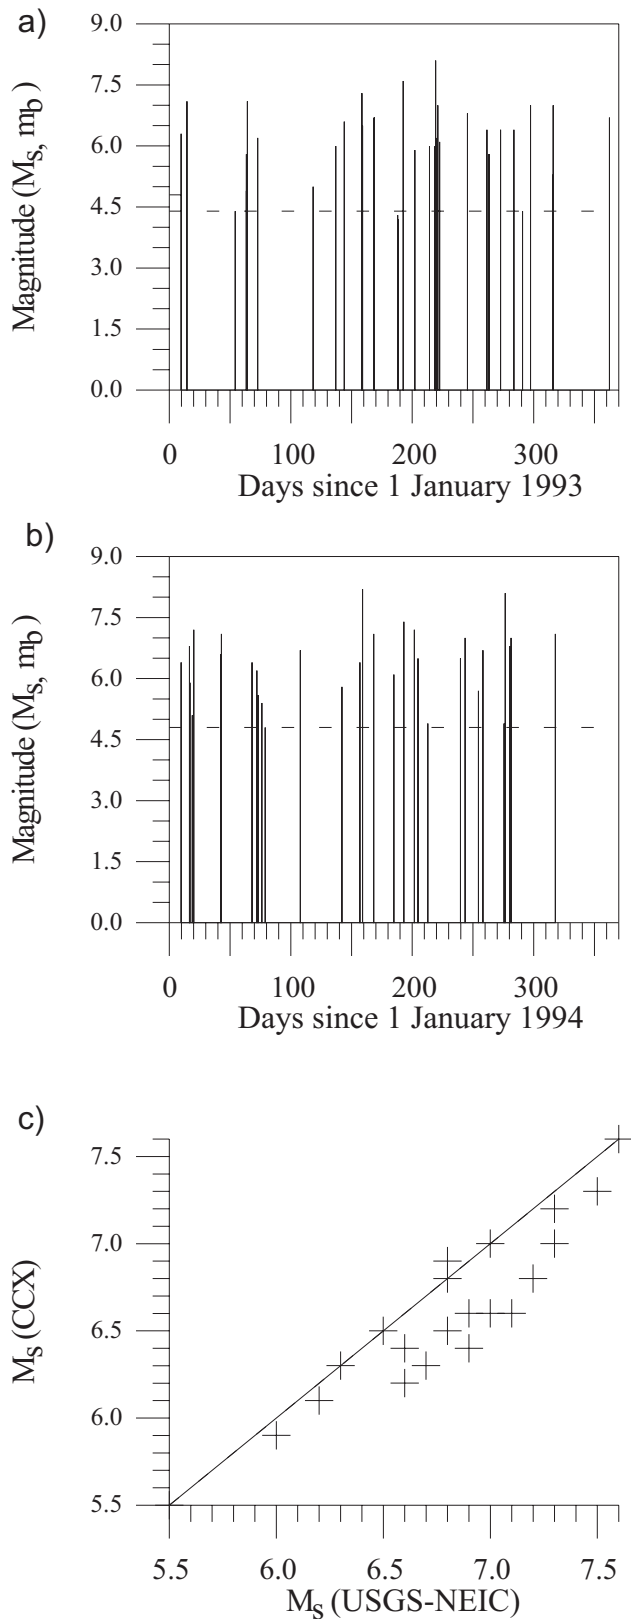 a)
9.0
7.5
6.0
4.5
3.0
1.5
0.0
Magnitude (Ms, mb)
0 100 200 300
Days since 1 January 1993
b)
9.0
7.5
6.0
4.5
3.0
1.5
0.0
Magnitude (Ms, mb)
0 100 200 300
Days since 1 January 1994
c)
7.5
7.0
6.5
6.0
5.5
Ms (CCX)
5.5 6.0 6.5 7.0 7.5
Ms (USGS-NEIC)